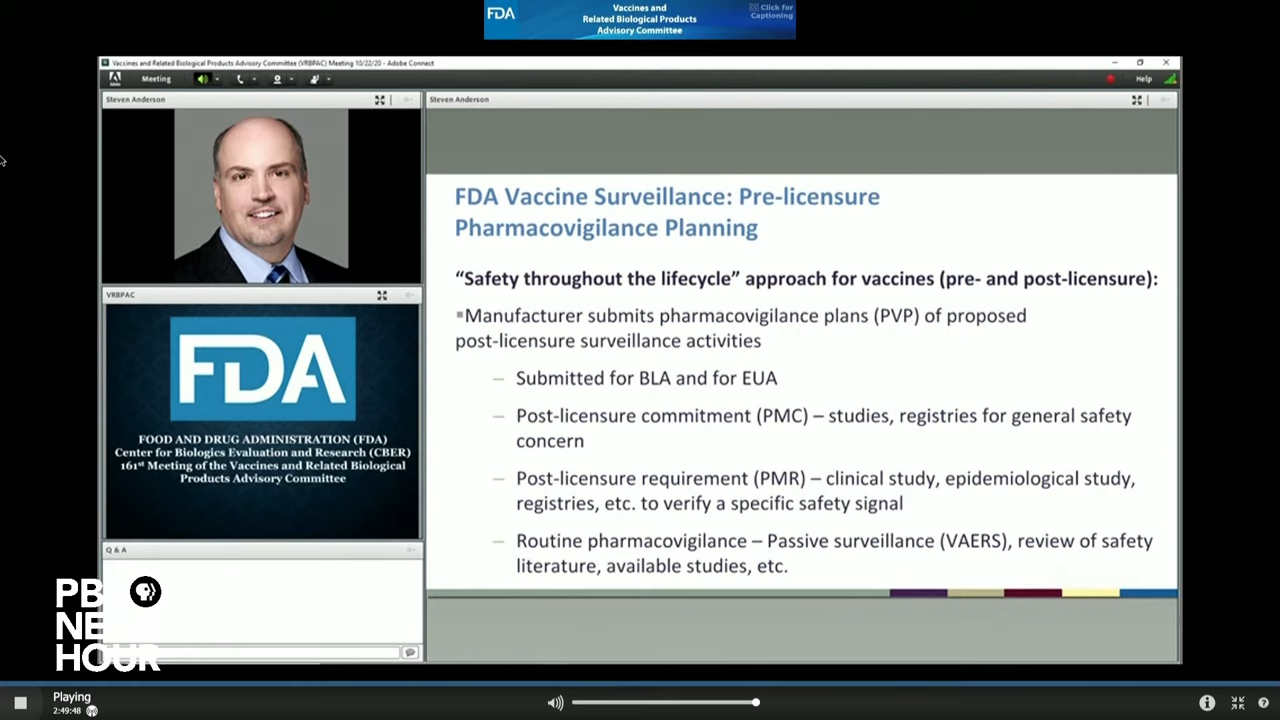 FDA
Vaccines and
Related Biological Products
Advisory Committee
CC Click for
Captioning
Vaccines and Related Biological Products Advisory Committee (VRBPAC) Meeting 10/22/20 - Adobe Connect
Adobe
Meeting
Help
Steven Anderson
Steven Anderson
FDA Vaccine Surveillance: Pre-licensure
Pharmacovigilance Planning
“Safety throughout the lifecycle” approach for vaccines (pre- and post-licensure):
▪Manufacturer submits pharmacovigilance plans (PVP) of proposed
post-licensure surveillance activities
– Submitted for BLA and for EUA
– Post-licensure commitment (PMC) – studies, registries for general safety
concern
– Post-licensure requirement (PMR) – clinical study, epidemiological study,
registries, etc. to verify a specific safety signal
– Routine pharmacovigilance – Passive surveillance (VAERS), review of safety
literature, available studies, etc.
VRBPAC
FDA
FOOD AND DRUG ADMINISTRATION (FDA)
Center for Biologics Evaluation and Research (CBER)
161st Meeting of the Vaccines and Related Biological
Products Advisory Committee
Q & A
PB
NE
HOUR
Playing
2:49:48